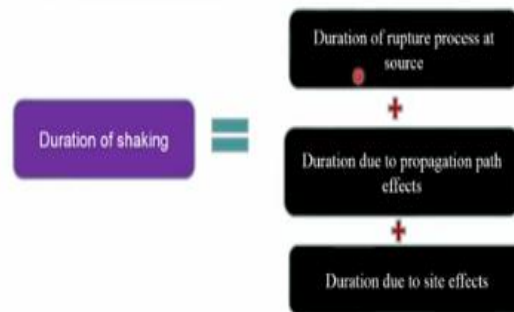 Duration of rupture process at
source
+
Duration of shaking
=
Duration due to propagation path
effects
+
Duration due to site effects